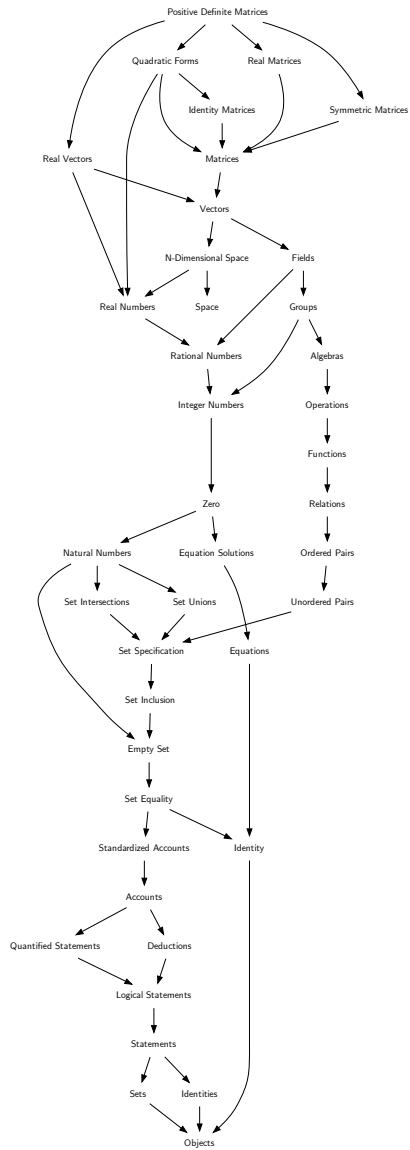 Positive Definite Matrices
Quadratic Forms
Real Matrices
Identity Matrices
Symmetric Matrices
Real Vectors
Matrices
Vectors
N-Dimensional Space
Fields
Real Numbers
Space
Groups
Rational Numbers
Algebras
Integer Numbers
Operations
Functions
Zero
Relations
Natural Numbers
Equation Solutions
Ordered Pairs
Set Intersections
Set Unions
Unordered Pairs
Set Specification
Equations
Set Inclusion
Empty Set
Set Equality
Standardized Accounts
Identity
Accounts
Quantified Statements
Deductions
Logical Statements
Statements
Sets
Identities
Objects